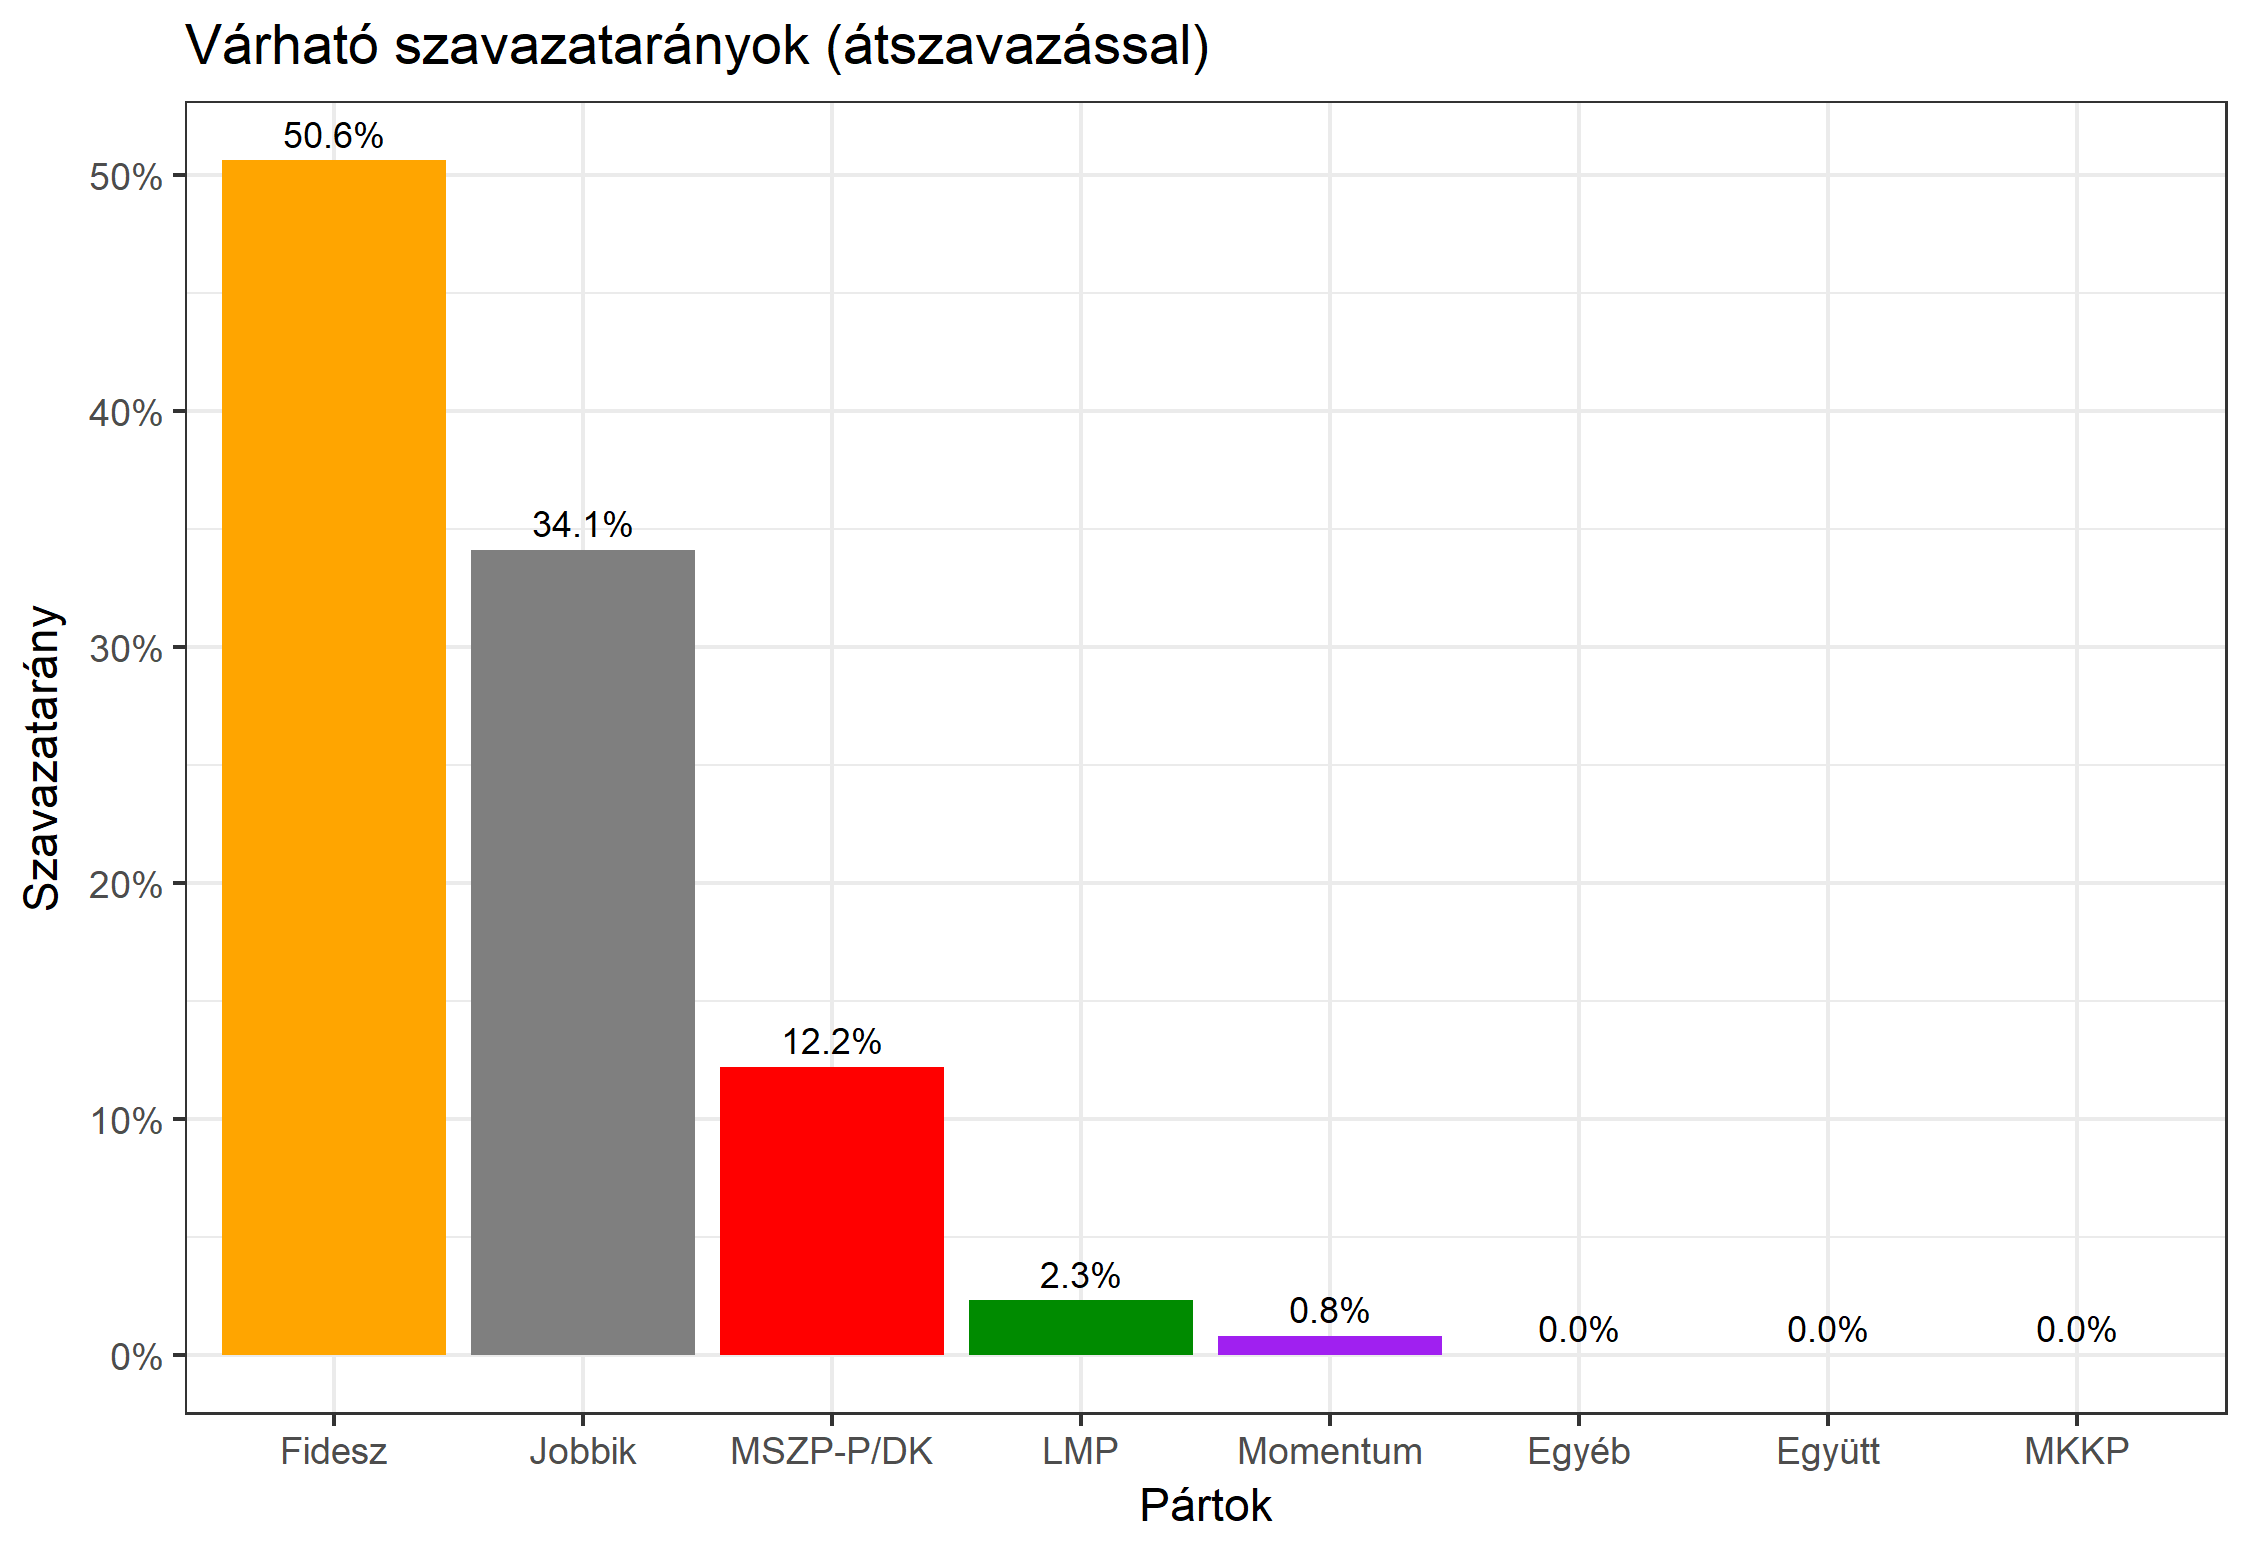 Várható szavazatarányok (átszavazással)
50.6%
50%
40%
34.1%
30%
Szavazatarány
20%
12.2%
10%
2.3%
0.8%
0.0% 0.0% 0.0%
0%
Fidesz Jobbik MSZP-P/DK LMP Momentum Egyéb Együtt MKKP
Pártok